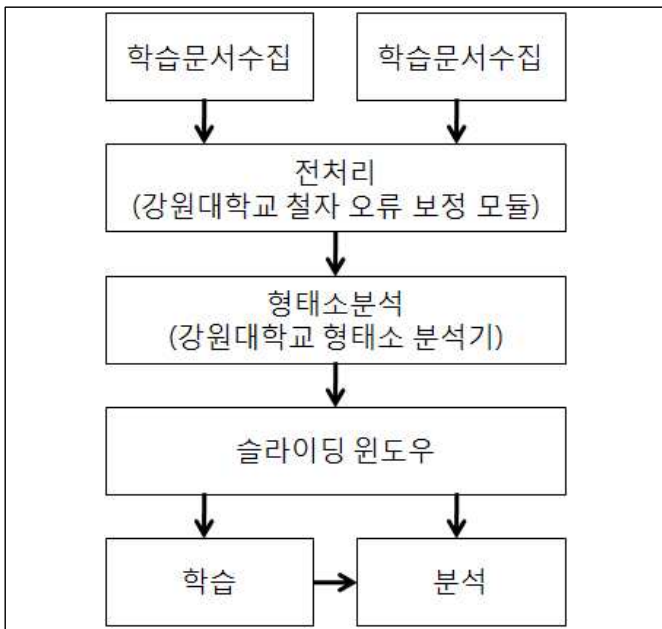 학습문서수집
학습문서수집
전처리
(강원대학교 철자 오류 보정 모듈)
형태소분석
(강원대학교 형태소 분석기)
슬라이딩 윈도우
학습
분석